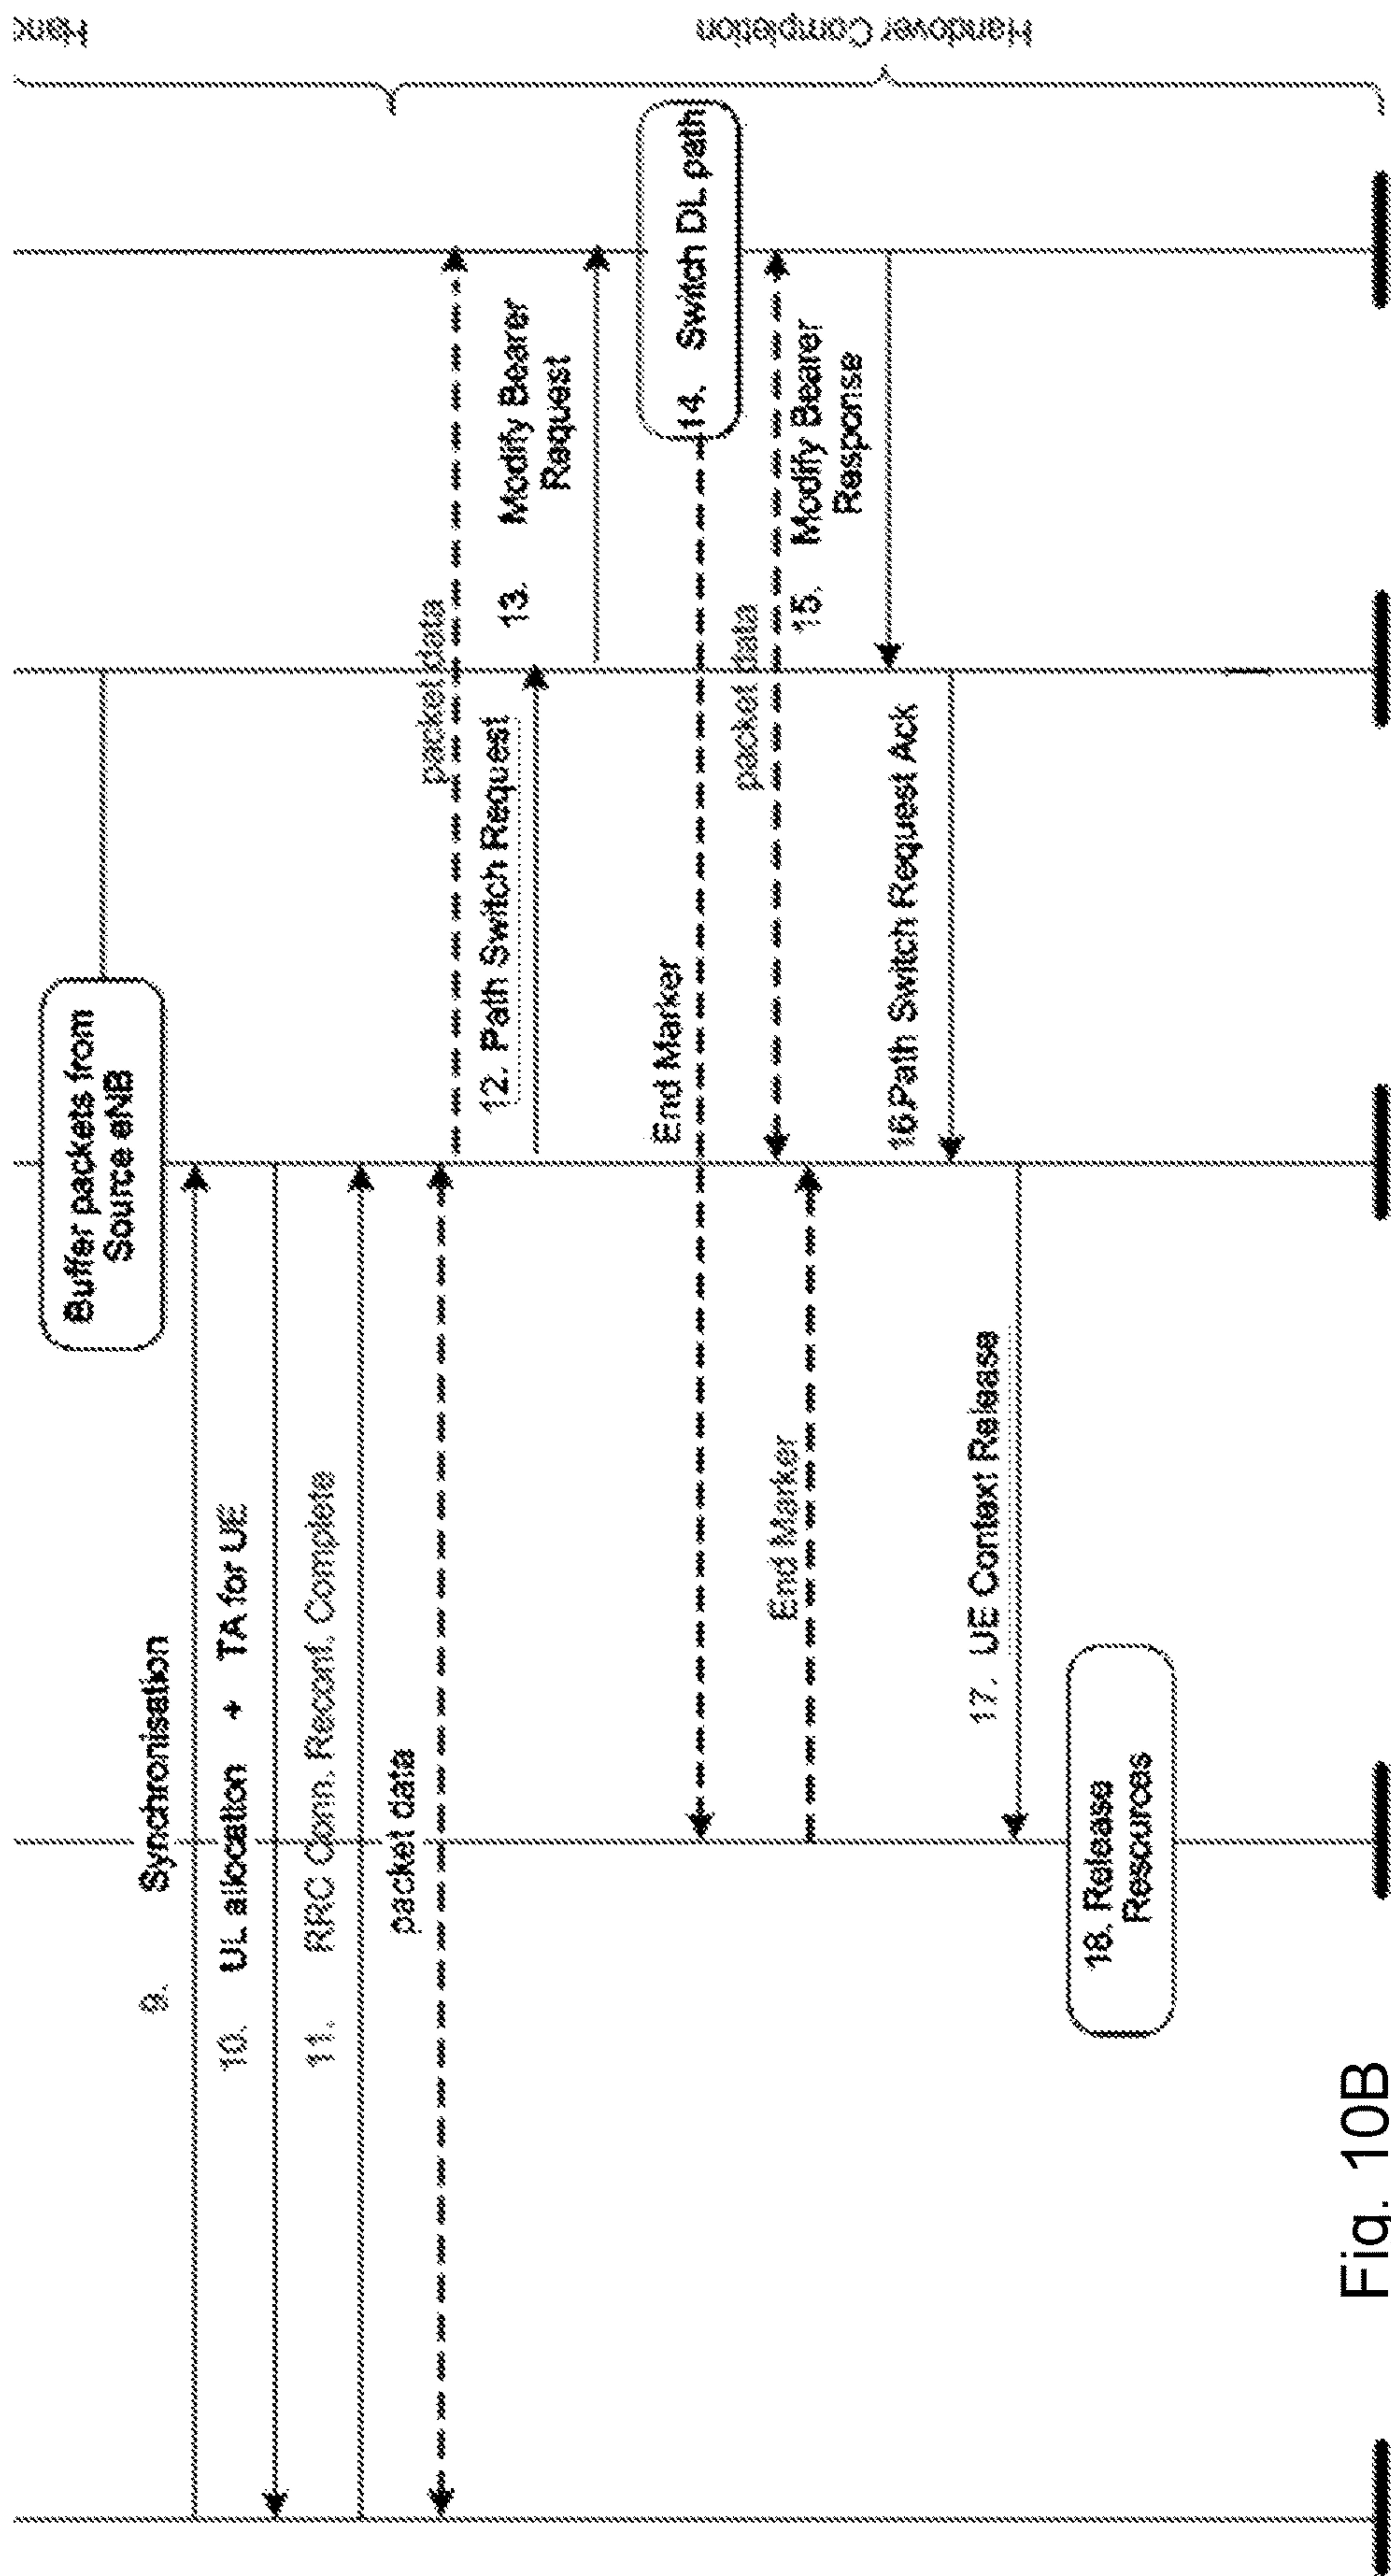 Buffer packets from
Source eNB
9. Synchronisation
10. UL allocation + TA for UE
11. RRC Conn. Reconf. Complete
packet data
packet data
12. Path Switch Request
13. Modify Bearer
Request
End Marker
14. Switch DL path
packet data
End Marker
15. Modify Bearer
Response
16.Path Switch Request Ack
17. UE Context Release
18. Release
Resources
Handover Completion
Fig. 10B